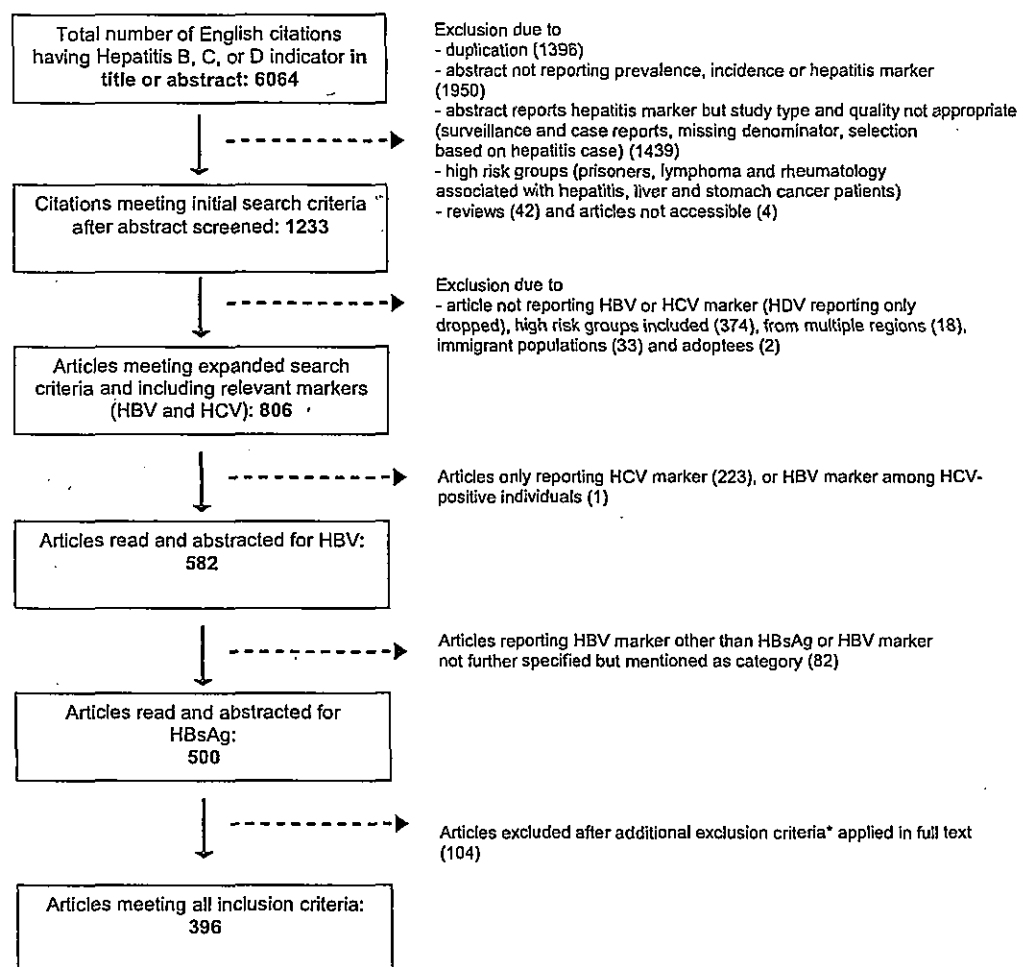 Total number of English citations
having Hepatitis B, C, or D indicator in
title or abstract: 6064
Exclusion due to
- duplication (1396)
- abstract not reporting prevalence, incidence or hepatitis marker
(1950)
- abstract reports hepatitis marker but study type and quality not appropriate
(surveillance and case reports, missing denominator, selection
based on hepatitis case) (1439)
- high risk groups (prisoners, lymphoma and rheumatology
associated with hepatitis, liver and stomach cancer patients)
- reviews (42) and articles not accessible (4)
Citations meeting initial search criteria
after abstract screened: 1233
Exclusion due to
- article not reporting HBV or HCV marker (HDV reporting only
dropped), high risk groups included (374), from multiple regions (18),
immigrant populations (33) and adoptees (2)
Articles meeting expanded search
criteria and including relevant markers
(HBV and HCV): 806
Articles only reporting HCV marker (223), or HBV marker among HCV-
positive individuals (1)
Articles read and abstracted for HBV:
582
Articles reporting HBV marker other than HBsAg or HBV marker
not further specified but mentioned as category (82)
Articles read and abstracted for
HBsAg:
500
Articles excluded after additional exclusion criteria* applied in full text
(104)
Articles meeting all inclusion criteria:
396